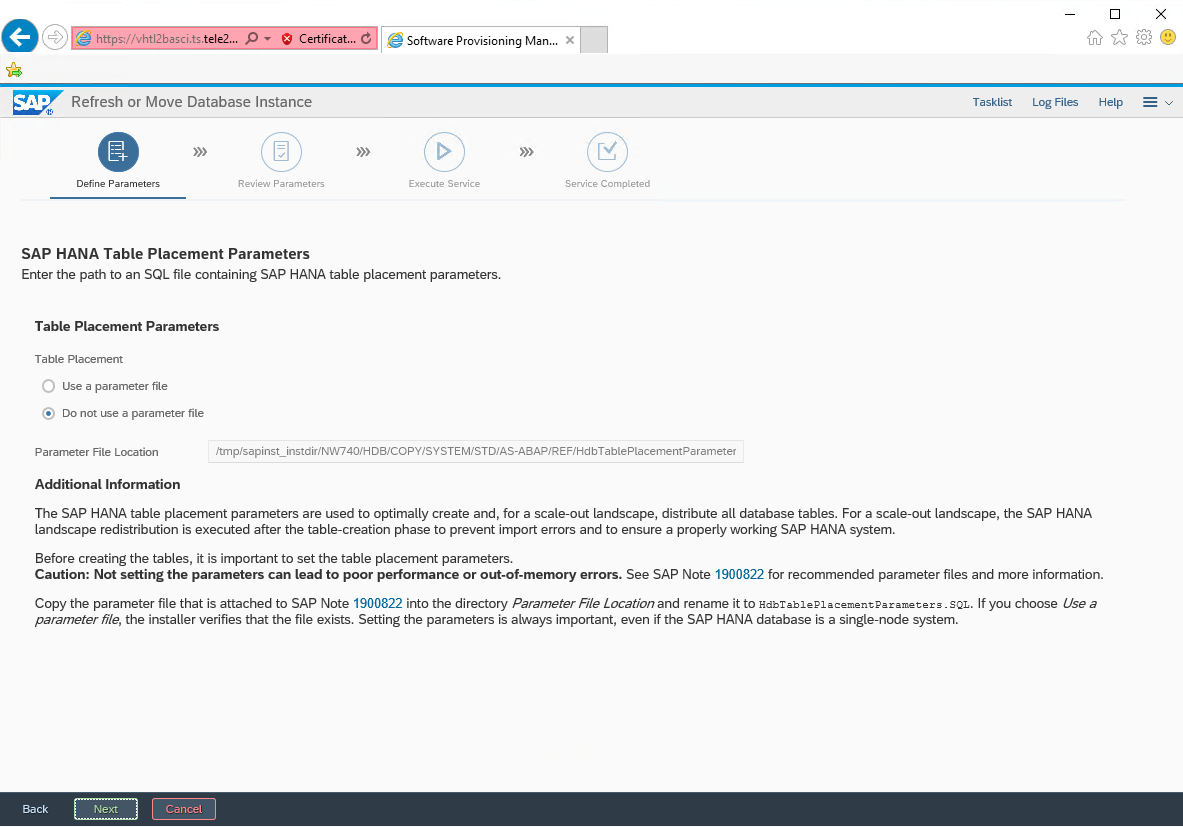 https://vhtl2basci.ts.tele2... Certificat... Software Provisioning Man...
SAP Refresh or Move Database Instance Tasklist Log Files Help
Define Parameters Review Parameters Execute Service Service Completed
SAP HANA Table Placement Parameters
Enter the path to an SQL file containing SAP HANA table placement parameters.
Table Placement Parameters
Table Placement
Use a parameter file
Do not use a parameter file
Parameter File Location /tmp/sapinst_instdir/NW740/HDB/COPY/SYSTEM/STD/AS-ABAP/REF/HdbTablePlacementParameter
Additional Information
The SAP HANA table placement parameters are used to optimally create and, for a scale-out landscape, distribute all database tables. For a scale-out landscape, the SAP HANA
landscape redistribution is executed after the table-creation phase to prevent import errors and to ensure a properly working SAP HANA system.
Before creating the tables, it is important to set the table placement parameters.
Caution: Not setting the parameters can lead to poor performance or out-of-memory errors. See SAP Note 1900822 for recommended parameter files and more information.
Copy the parameter file that is attached to SAP Note 1900822 into the directory Parameter File Location and rename it to HdbTablePlacementParameters.SQL. If you choose Use a
parameter file, the installer verifies that the file exists. Setting the parameters is always important, even if the SAP HANA database is a single-node system.
Back Next Cancel